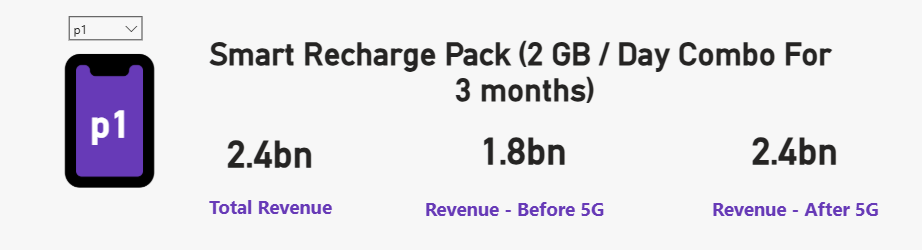 p1
Smart Recharge Pack (2 GB / Day Combo For
3 months)
p1
2.4bn
1.8bn
2.4bn
Total Revenue
Revenue - Before 5G
Revenue - After 5G